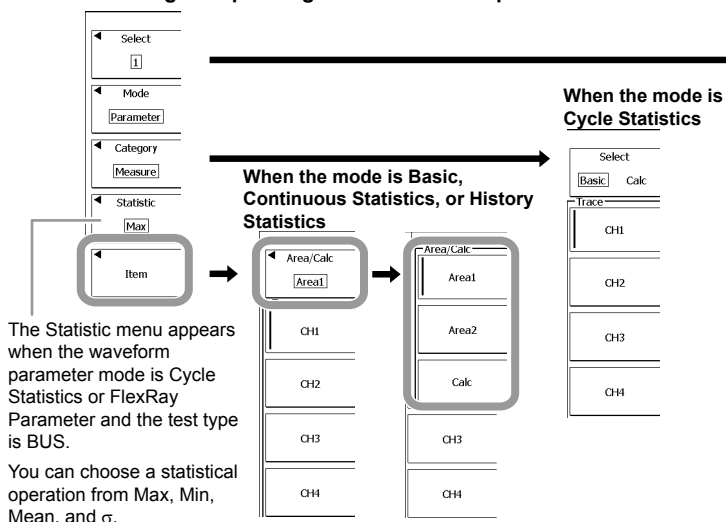 Select
1
Mode
Parameter
Category
Measure
Statistic
Max
Item
The Statistic menu appears
when the waveform
parameter mode is Cycle
Statistics or FlexRay
Parameter and the test type
is BUS.
You can choose a statistical
operation from Max, Min,
Mean, and σ.
When the mode is Basic,
Continuous Statistics, or History
Statistics
Area/Calc
Area1
CH1
CH2
CH3
CH4
Area/Calc
Area1
Area2
Calc
CH3
CH4
When the mode is
Cycle Statistics
Select
Basic Calc
Trace
CH1
CH2
CH3
CH4